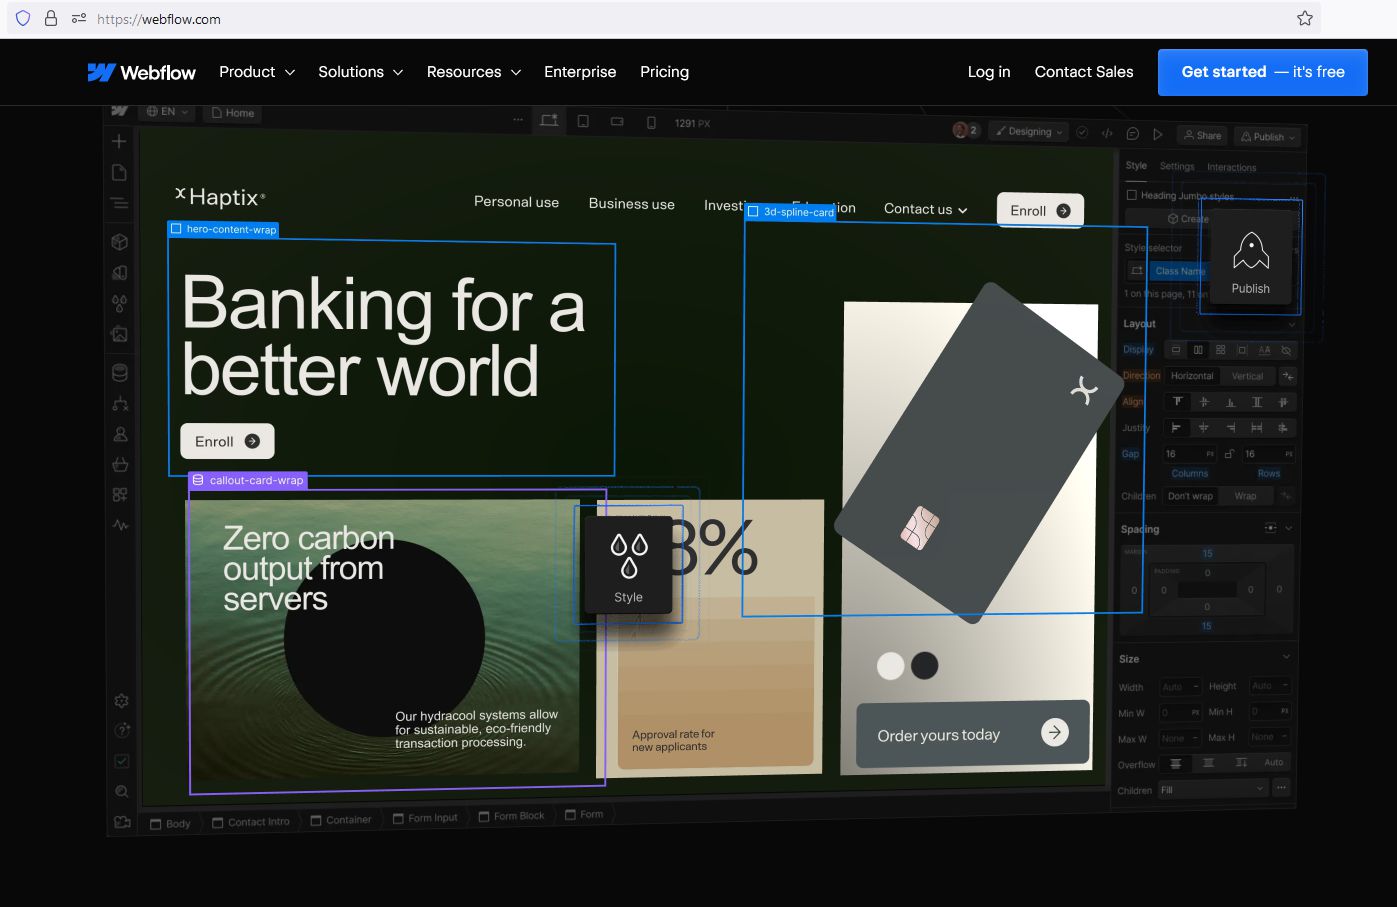 https://webflow.com
Webflow
Product
Solutions
Resources
Enterprise
Pricing
Log in
Contact Sales
Get started — it's free
EN
Home
...
1291 PX
2
Designing
Share
Publish
Haptix
Personal use
Business use
Contact us
Enroll
hero-content-wrap
3d-spline-card
Banking for a
better world
Enroll
callout-card-wrap
Zero carbon
output from
servers
Our hydracool systems allow
for sustainable, eco-friendly
transaction processing.
Style
3%
Approval rate for
new applicants
Order yours today
Style
Settings
Interactions
Heading Jumbo styles
Style selector
Class Name
1 on this page, 11 on
Publish
Layout
Display
Direction
Horizontal
Vertical
Align
Justify
Gap
16 PX
16 PX
Columns
Rows
Children
Don't wrap
Wrap
Spacing
MARGIN
15
PADDING
0
0
0
0
0
0
15
Size
Width
Auto –
Height
Auto –
Min W
0 PX
Min H
0 PX
Max W
None –
Max H
None –
Overflow
Auto
Children
Fill
Body
Contact Intro
Container
Form Input
Form Block
Form